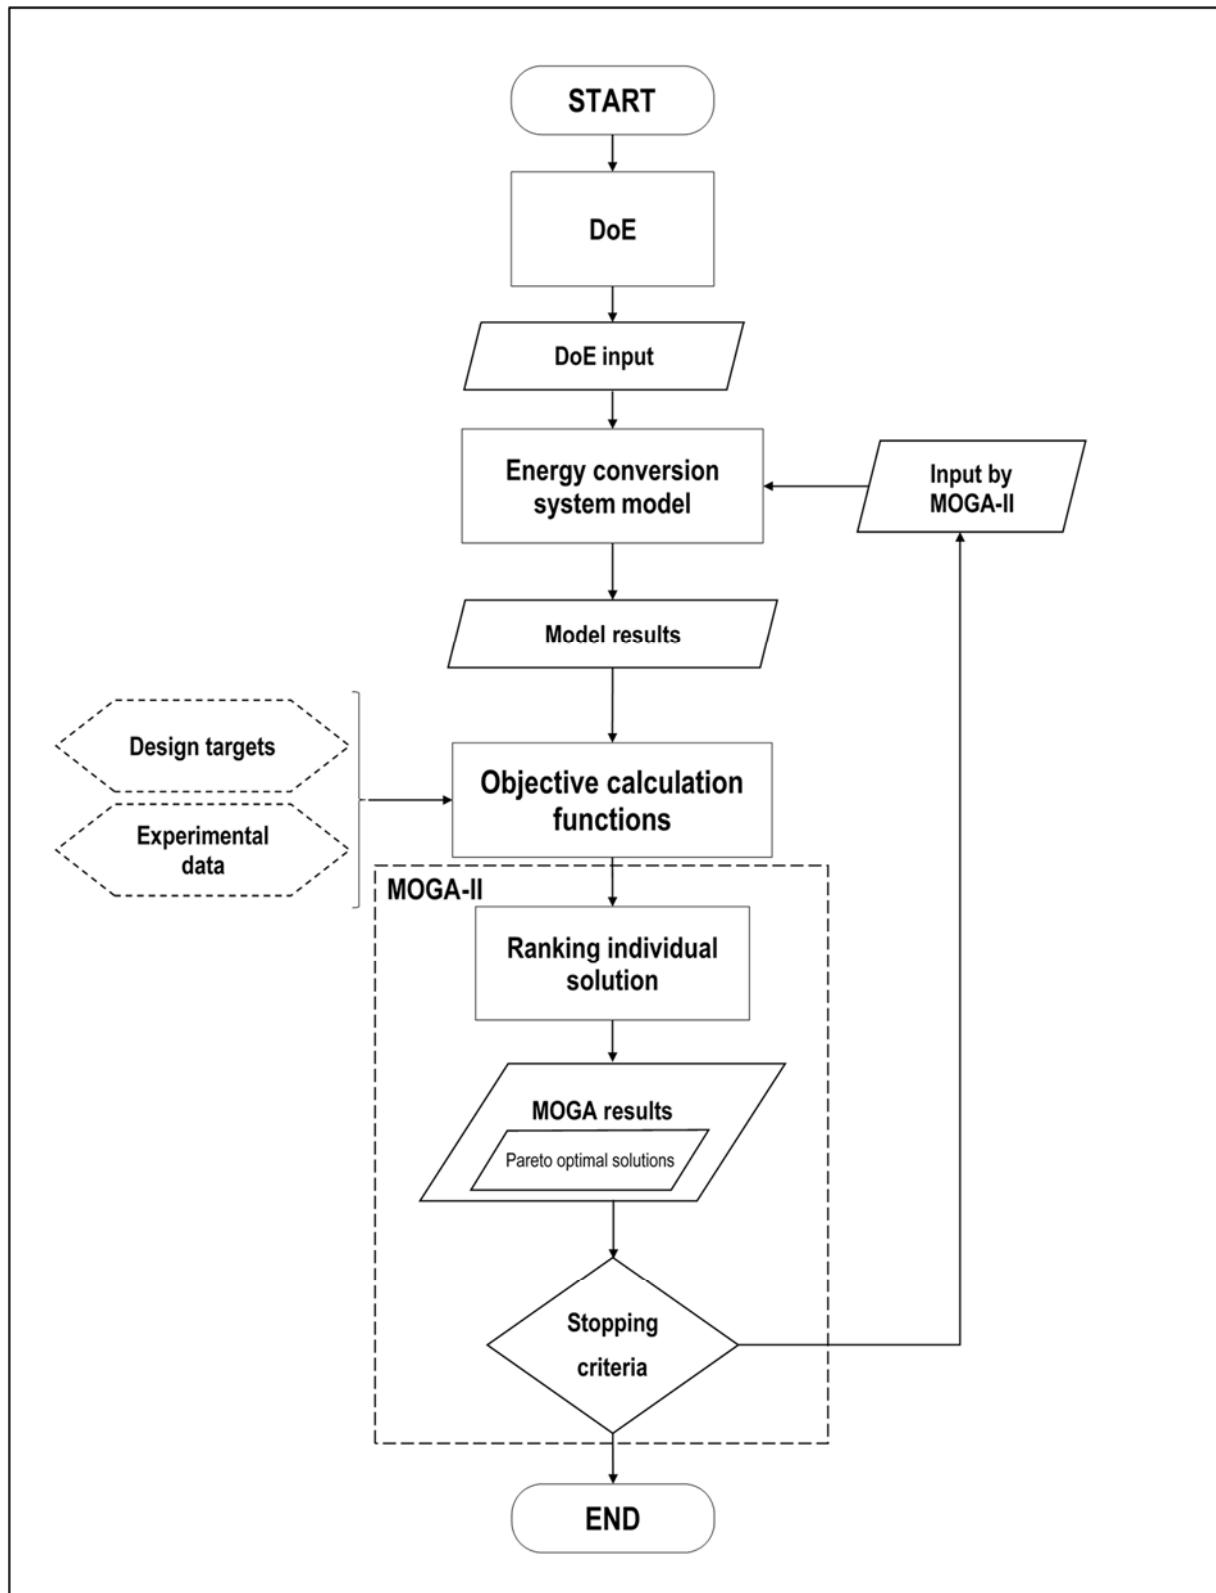 START
DoE
DoE input
Energy conversion
system model
Input by
MOGA-II
Model results
Design targets
Experimental
data
Objective calculation
functions
MOGA-II
Ranking individual
solution
MOGA results
Pareto optimal solutions
Stopping
criteria
END